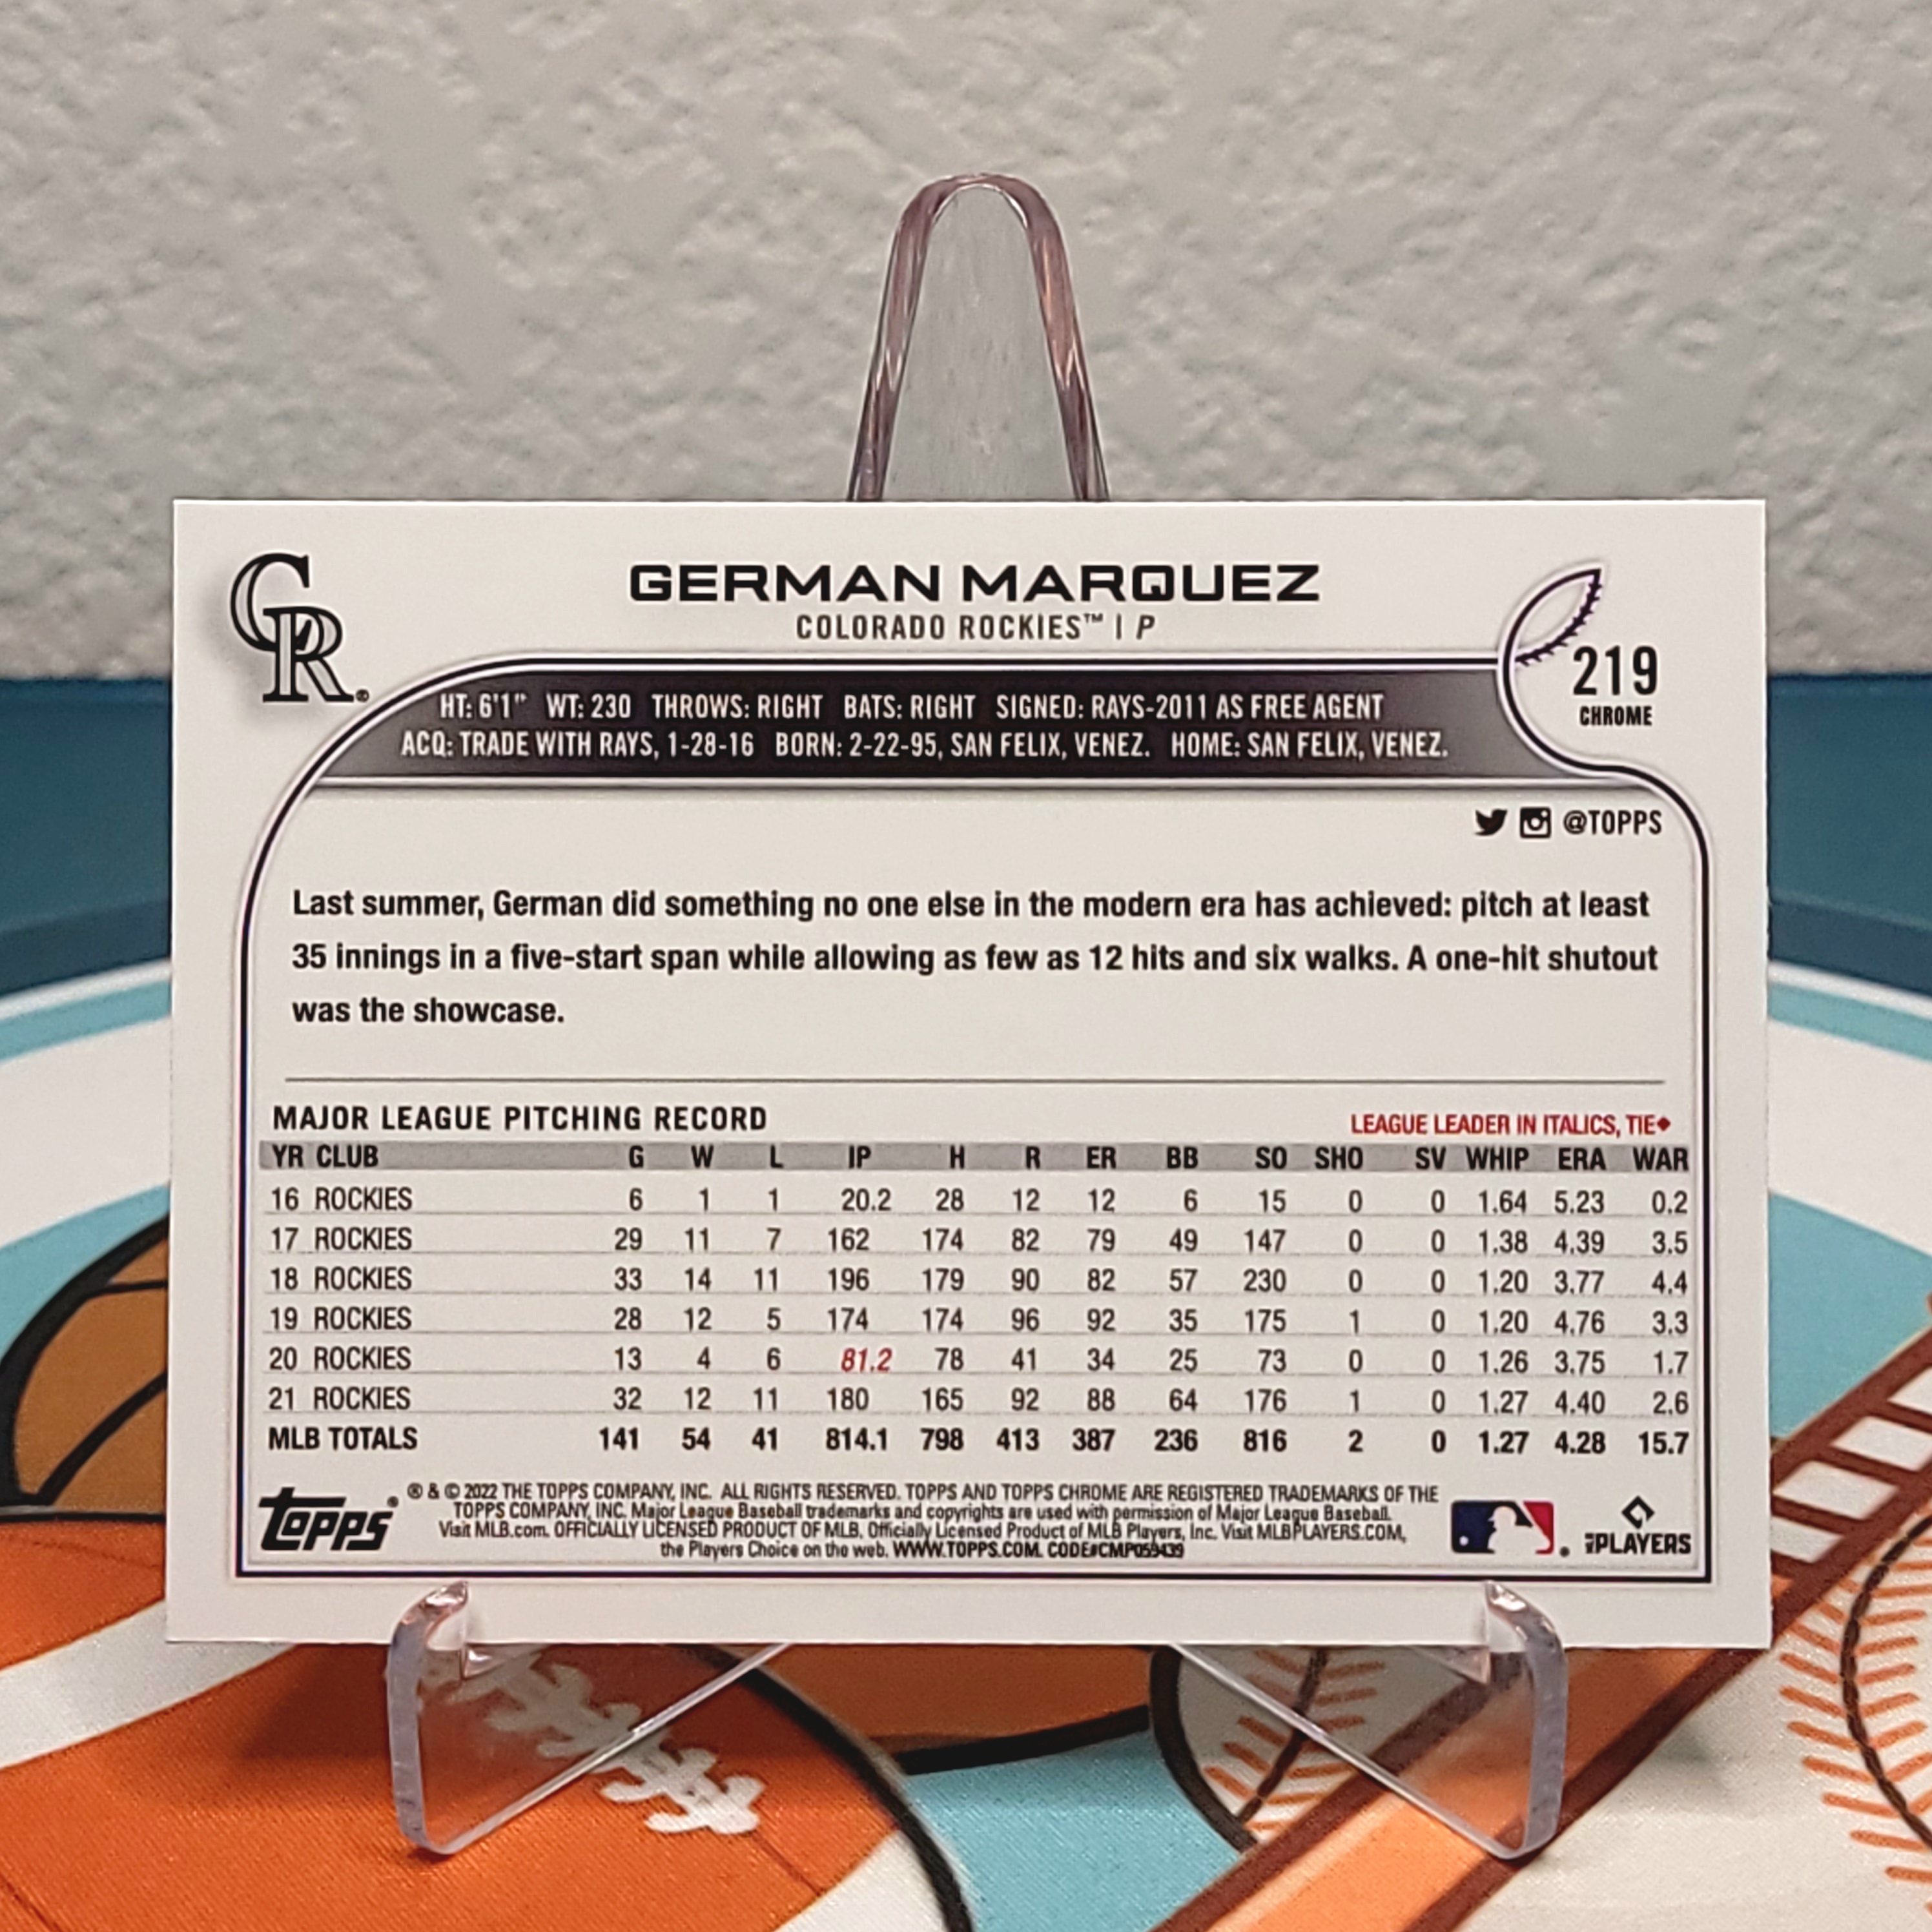 CR®
GERMAN MARQUEZ
COLORADO ROCKIES™ | P
219
CHROME
HT: 6'1" WT: 230 THROWS: RIGHT BATS: RIGHT SIGNED: RAYS-2011 AS FREE AGENT
ACQ: TRADE WITH RAYS, 1-28-16 BORN: 2-22-95, SAN FELIX, VENEZ. HOME: SAN FELIX, VENEZ.
@TOPPS
Last summer, German did something no one else in the modern era has achieved: pitch at least
35 innings in a five-start span while allowing as few as 12 hits and six walks. A one-hit shutout
was the showcase.
MAJOR LEAGUE PITCHING RECORD LEAGUE LEADER IN ITALICS, TIE◆
YR CLUB G W L IP H R ER BB SO SHO SV WHIP ERA WAR
16 ROCKIES 6 1 1 20.2 28 12 12 6 15 0 0 1.64 5.23 0.2
17 ROCKIES 29 11 7 162 174 82 79 49 147 0 0 1.38 4.39 3.5
18 ROCKIES 33 14 11 196 179 90 82 57 230 0 0 1.20 3.77 4.4
19 ROCKIES 28 12 5 174 174 96 92 35 175 1 0 1.20 4.76 3.3
20 ROCKIES 13 4 6 81.2 78 41 34 25 73 0 0 1.26 3.75 1.7
21 ROCKIES 32 12 11 180 165 92 88 64 176 1 0 1.27 4.40 2.6
MLB TOTALS 141 54 41 814.1 798 413 387 236 816 2 0 1.27 4.28 15.7
topps®
® & © 2022 THE TOPPS COMPANY, INC. ALL RIGHTS RESERVED. TOPPS AND TOPPS CHROME ARE REGISTERED TRADEMARKS OF THE
TOPPS COMPANY, INC. Major League Baseball trademarks and copyrights are used with permission of Major League Baseball.
Visit MLB.com. OFFICIALLY LICENSED PRODUCT OF MLB, Officially Licensed Product of MLB Players, Inc. Visit MLBPLAYERS.COM,
the Players Choice on the web. WWW.TOPPS.COM. CODE#CMP059439
MLB PLAYERS